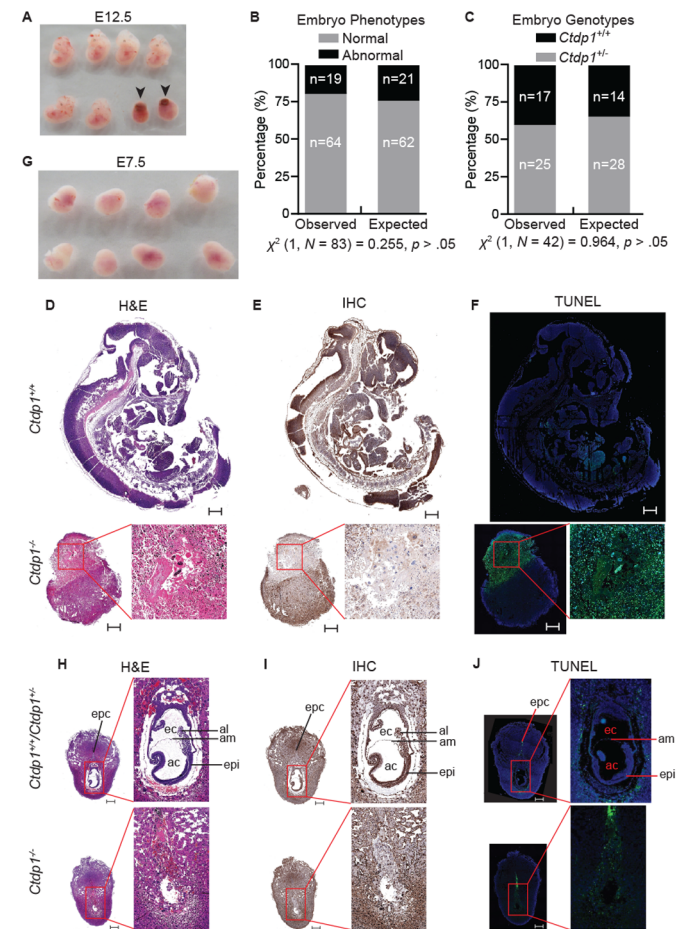 A
E12.5
G
E7.5
B
Embryo Phenotypes
Normal
Abnormal
Percentage (%)
100
75
50
25
0
n=19
n=21
n=64
n=62
Observed
Expected
χ² (1, N = 83) = 0.255, p > .05
C
Embryo Genotypes
Ctdp1+/+
Ctdp1+/-
Percentage (%)
100
75
50
25
0
n=17
n=14
n=25
n=28
Observed
Expected
χ² (1, N = 42) = 0.964, p > .05
D
H&E
E
IHC
F
TUNEL
Ctdp1+/+
Ctdp1-/-
H
H&E
I
IHC
J
TUNEL
Ctdp1+/+/Ctdp1+/-
epc
ec
al
am
ac
epi
epc
ec
al
am
ac
epi
epc
ec
am
ac
epi
Ctdp1-/-